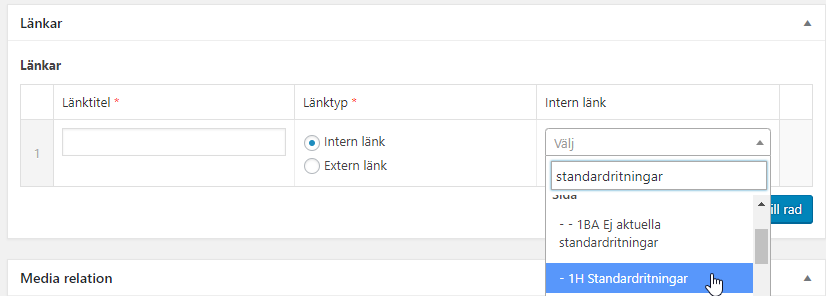 Länkar
Länkar
Länktitel *
Länktyp *
Intern länk
1
Intern länk
Extern länk
Välj
standardritningar
Sida
- - 1BA Ej aktuella
standardritningar
- 1H Standardritningar
ill rad
Media relation